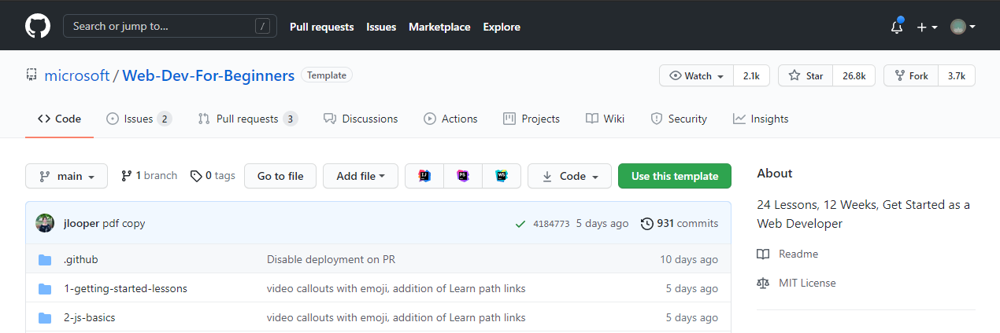 Search or jump to... / Pull requests Issues Marketplace Explore
microsoft / Web-Dev-For-Beginners Template Watch 2.1k Star 26.8k Fork 3.7k
Code Issues 2 Pull requests 3 Discussions Actions Projects Wiki Security Insights
main 1 branch 0 tags Go to file Add file IJ PS WS Code Use this template
jlooper pdf copy 4184773 5 days ago 931 commits
.github Disable deployment on PR 10 days ago
1-getting-started-lessons video callouts with emoji, addition of Learn path links 5 days ago
2-js-basics video callouts with emoji, addition of Learn path links 5 days ago
About
24 Lessons, 12 Weeks, Get Started as a
Web Developer
Readme
MIT License